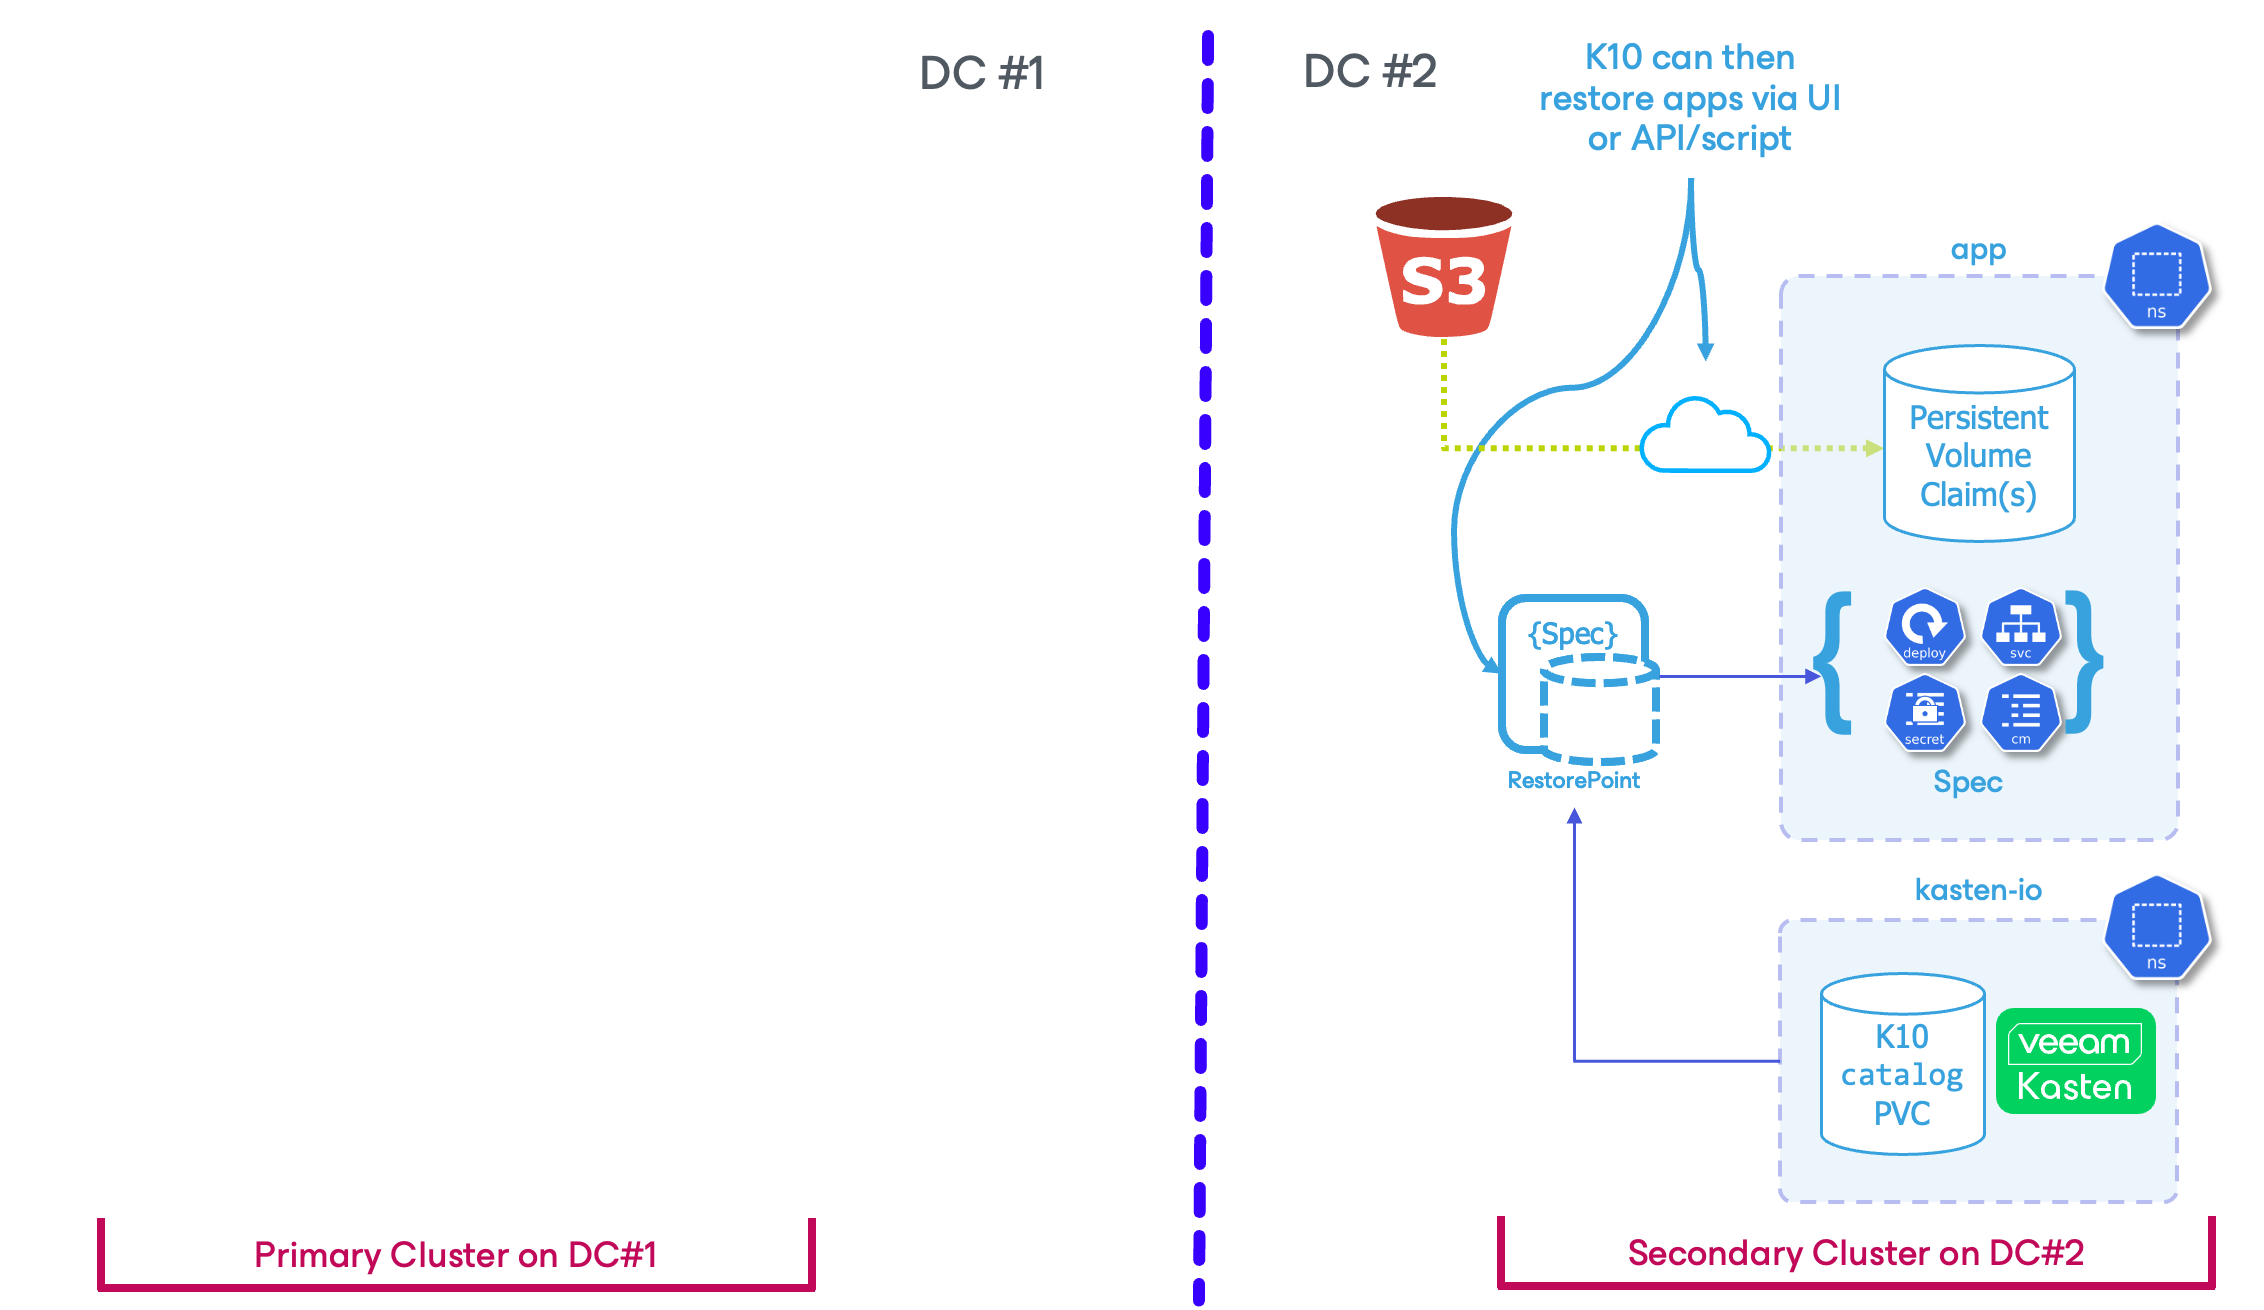 DC #1
DC #2
K10 can then
restore apps via UI
or API/script
S3
app
ns
Persistent
Volume
Claim(s)
{Spec}
RestorePoint
{
deploy
svc
secret
cm
}
Spec
kasten-io
ns
K10
catalog
PVC
veeam
Kasten
Primary Cluster on DC#1
Secondary Cluster on DC#2